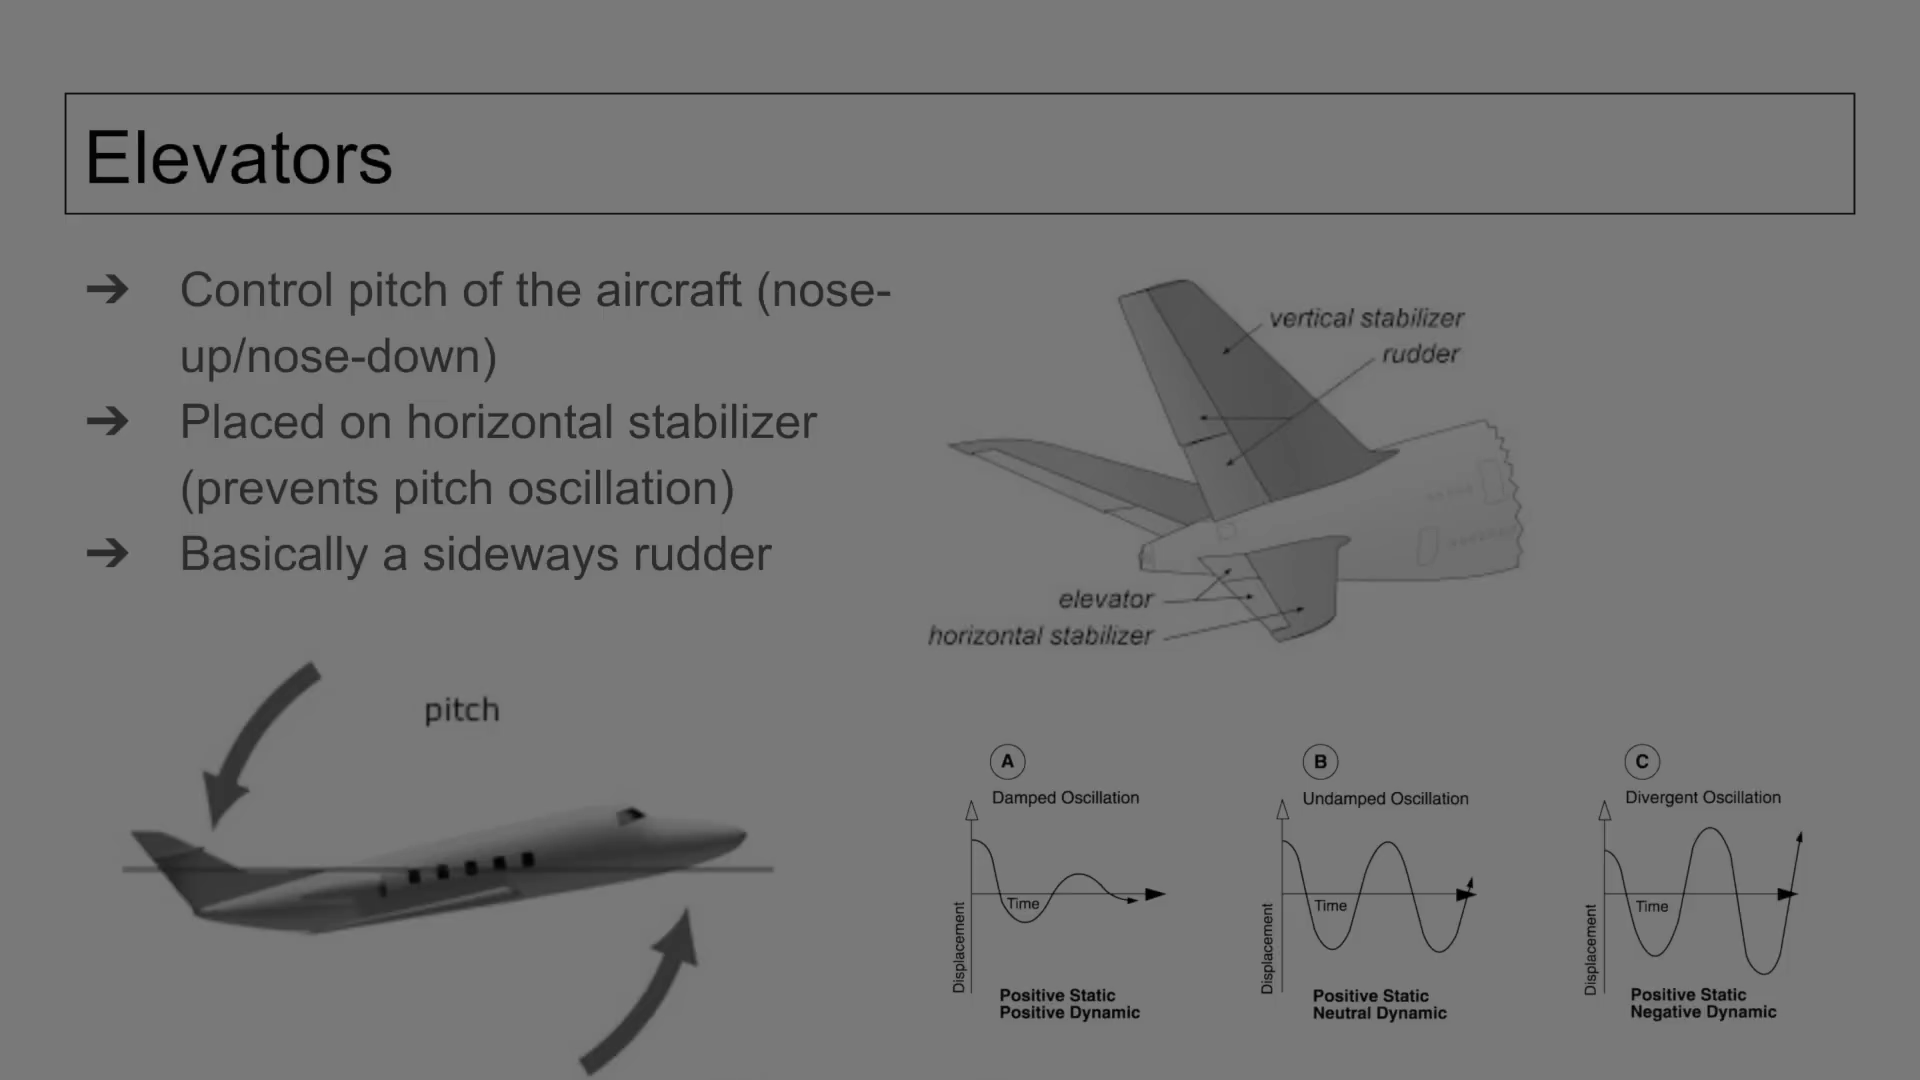 Elevators
➔ Control pitch of the aircraft (nose-
up/nose-down)
➔ Placed on horizontal stabilizer
(prevents pitch oscillation)
➔ Basically a sideways rudder
vertical stabilizer
rudder
elevator
horizontal stabilizer
pitch
A
Damped Oscillation
Time
Displacement
Positive Static
Positive Dynamic
B
Undamped Oscillation
Time
Displacement
Positive Static
Neutral Dynamic
C
Divergent Oscillation
Time
Displacement
Positive Static
Negative Dynamic